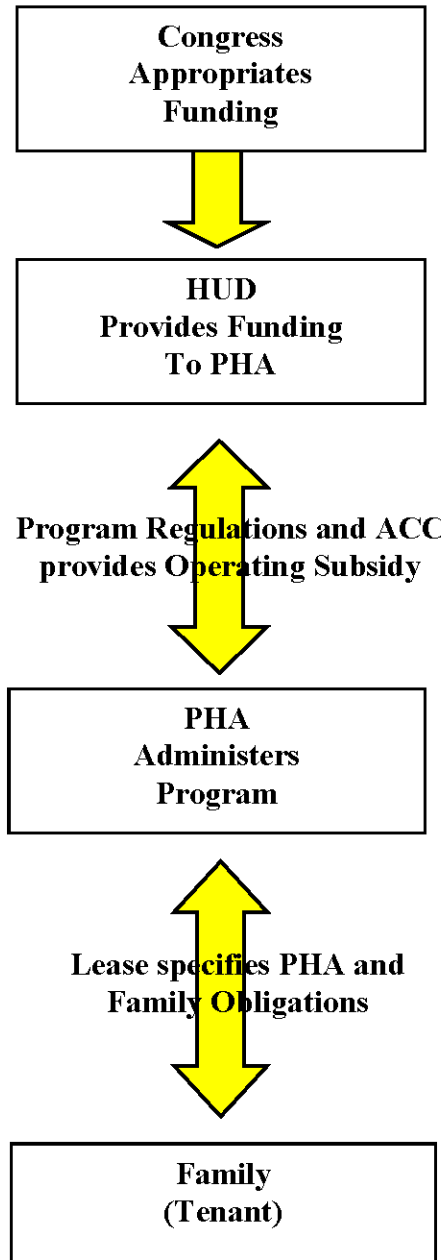 Congress
Appropriates
Funding
HUD
Provides Funding
To PHA
Program Regulations and ACC
provides Operating Subsidy
PHA
Administers
Program
Lease specifies PHA and
Family Obligations
Family
(Tenant)